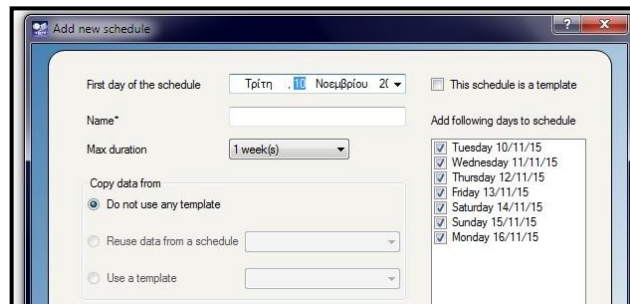 Add new schedule
First day of the schedule
Τρίτη , 10 Νοεμβρίου 20
This schedule is a template
Name*
Add following days to schedule
Max duration
1 week(s)
Tuesday 10/11/15
Wednesday 11/11/15
Thursday 12/11/15
Friday 13/11/15
Saturday 14/11/15
Sunday 15/11/15
Monday 16/11/15
Copy data from
Do not use any template
Reuse data from a schedule
Use a template